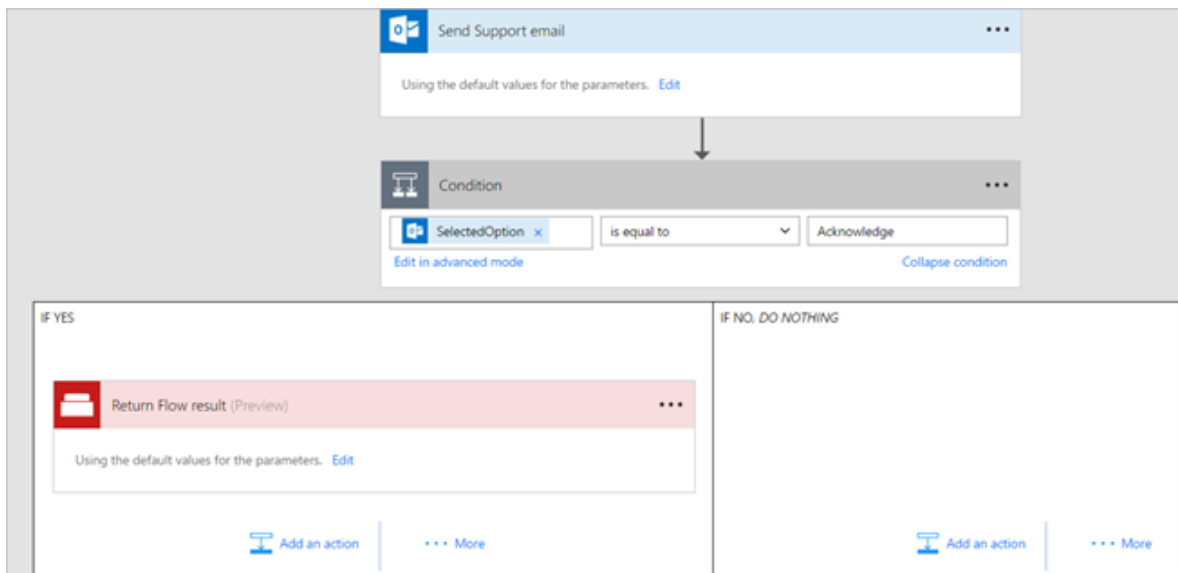 Send Support email
Using the default values for the parameters. Edit
Condition
SelectedOption × is equal to Acknowledge
Edit in advanced mode Collapse condition
IF YES IF NO, DO NOTHING
Return Flow result (Preview)
Using the default values for the parameters. Edit
Add an action More Add an action More